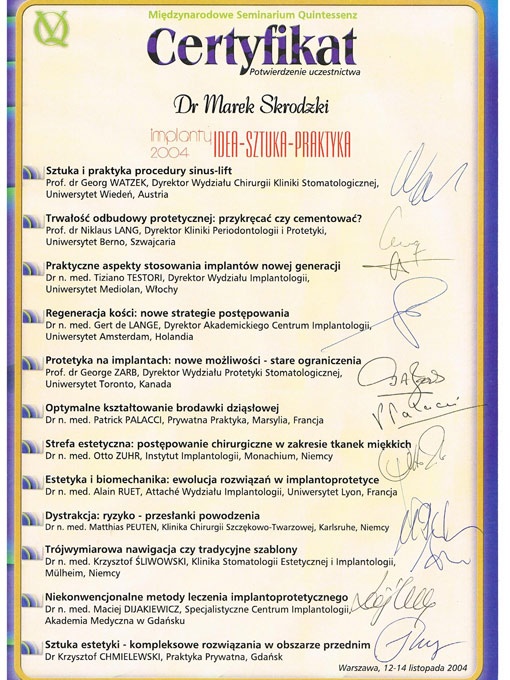 Międzynarodowe Seminarium Quintessenz
Certyfikat
Potwierdzenie uczestnictwa
Dr Marek Skrodzki
implanty 2004 IDEA-SZTUKA-PRAKTYKA
Sztuka i praktyka procedury sinus-lift
Prof. dr Georg WATZEK, Dyrektor Wydziału Chirurgii Kliniki Stomatologicznej,
Uniwersytet Wiedeń, Austria
Trwałość odbudowy protetycznej: przykręcać czy cementować?
Prof. dr Niklaus LANG, Dyrektor Kliniki Periodontologii i Protetyki,
Uniwersytet Berno, Szwajcaria
Praktyczne aspekty stosowania implantów nowej generacji
Dr n. med. Tiziano TESTORI, Dyrektor Wydziału Implantologii,
Uniwersytet Mediolan, Włochy
Regeneracja kości: nowe strategie postępowania
Dr n. med. Gert de LANGE, Dyrektor Akademickiego Centrum Implantologii,
Uniwersytet Amsterdam, Holandia
Protetyka na implantach: nowe możliwości - stare ograniczenia
Prof. dr George ZARB, Dyrektor Wydziału Protetyki Stomatologicznej,
Uniwersytet Toronto, Kanada
Optymalne kształtowanie brodawki dziąsłowej
Dr n. med. Patrick PALACCI, Prywatna Praktyka, Marsylia, Francja
Strefa estetyczna: postępowanie chirurgiczne w zakresie tkanek miękkich
Dr n. med. Otto ZUHR, Instytut Implantologii, Monachium, Niemcy
Estetyka i biomechanika: ewolucja rozwiązań w implantoprotetyce
Dr n. med. Alain RUET, Attaché Wydziału Implantologii, Uniwersytet Lyon, Francja
Dystrakcja: ryzyko - przesłanki powodzenia
Dr n. med. Matthias PEUTEN, Klinika Chirurgii Szczękowo-Twarzowej, Karlsruhe, Niemcy
Trójwymiarowa nawigacja czy tradycyjne szablony
Dr n. med. Krzysztof ŚLIWOWSKI, Klinika Stomatologii Estetycznej i Implantologii,
Mülheim, Niemcy
Niekonwencjonalne metody leczenia implantoprotetycznego
Dr n. med. Maciej DIJAKIEWICZ, Specjalistyczne Centrum Implantologii,
Akademia Medyczna w Gdańsku
Sztuka estetyki - kompleksowe rozwiązania w obszarze przednim
Dr Krzysztof CHMIELEWSKI, Praktyka Prywatna, Gdańsk
Warszawa, 12-14 listopada 2004